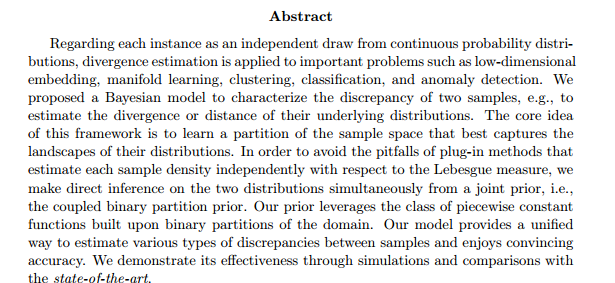 Abstract
Regarding each instance as an independent draw from continuous probability distri-
butions, divergence estimation is applied to important problems such as low-dimensional
embedding, manifold learning, clustering, classification, and anomaly detection. We
proposed a Bayesian model to characterize the discrepancy of two samples, e.g., to
estimate the divergence or distance of their underlying distributions. The core idea
of this framework is to learn a partition of the sample space that best captures the
landscapes of their distributions. In order to avoid the pitfalls of plug-in methods that
estimate each sample density independently with respect to the Lebesgue measure, we
make direct inference on the two distributions simultaneously from a joint prior, i.e.,
the coupled binary partition prior. Our prior leverages the class of piecewise constant
functions built upon binary partitions of the domain. Our model provides a unified
way to estimate various types of discrepancies between samples and enjoys convincing
accuracy. We demonstrate its effectiveness through simulations and comparisons with
the state-of-the-art.